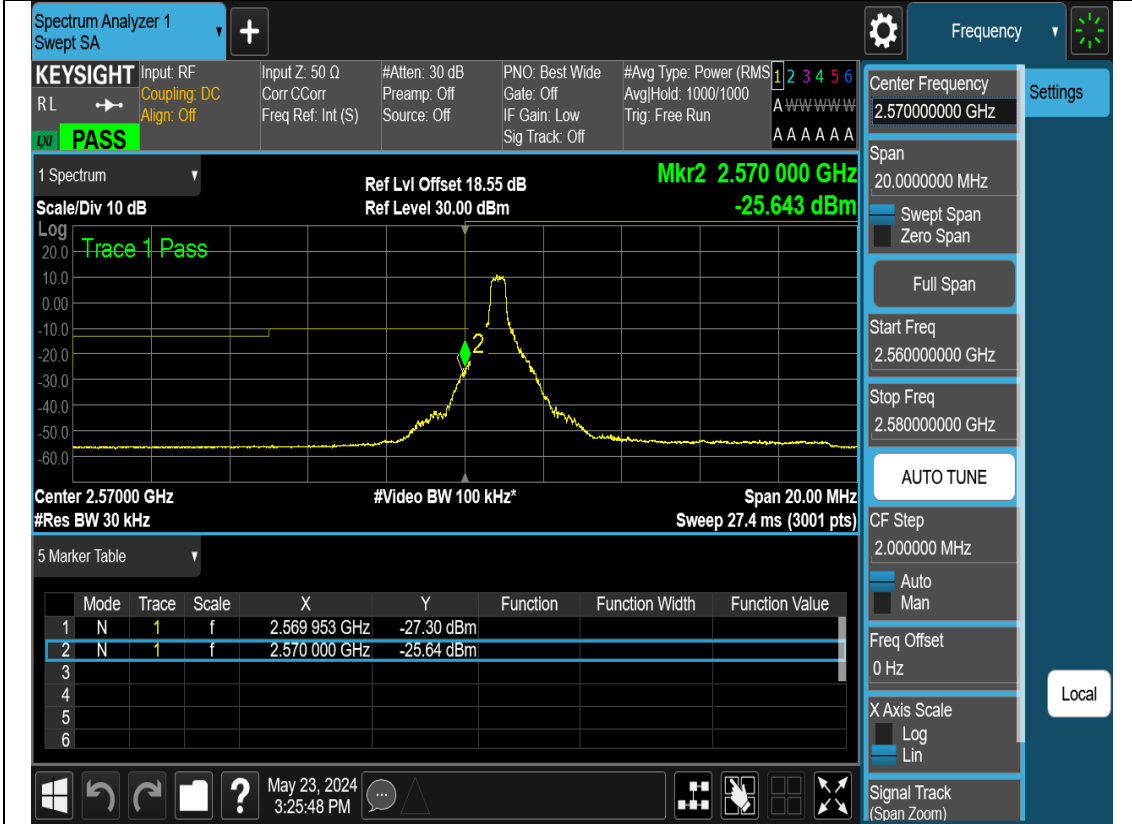 Spectrum Analyzer 1
Swept SA
+
Frequency
KEYSIGHT
RL
LXI
PASS
Input: RF
Coupling: DC
Align: Off
Input Z: 50 Ω
Corr CCorr
Freq Ref: Int (S)
#Atten: 30 dB
Preamp: Off
Source: Off
PNO: Best Wide
Gate: Off
IF Gain: Low
Sig Track: Off
#Avg Type: Power (RMS
Avg|Hold: 1000/1000
Trig: Free Run
1 2 3 4 5 6
A W W W W W
A A A A A A
1 Spectrum
Scale/Div 10 dB
Ref Lvl Offset 18.55 dB
Ref Level 30.00 dBm
Mkr2 2.570 000 GHz
-25.643 dBm
Log
Trace 1 Pass
20.0
10.0
0.00
-10.0
-20.0
-30.0
-40.0
-50.0
-60.0
2
Center 2.57000 GHz
#Video BW 100 kHz*
Span 20.00 MHz
#Res BW 30 kHz
Sweep 27.4 ms (3001 pts)
5 Marker Table
Mode Trace Scale X Y Function Function Width Function Value
1 N 1 f 2.569 953 GHz -27.30 dBm
2 N 1 f 2.570 000 GHz -25.64 dBm
3
4
5
6
?
May 23, 2024
3:25:48 PM
Center Frequency
2.570000000 GHz
Span
20.0000000 MHz
Swept Span
Zero Span
Full Span
Start Freq
2.560000000 GHz
Stop Freq
2.580000000 GHz
AUTO TUNE
CF Step
2.000000 MHz
Auto
Man
Freq Offset
0 Hz
X Axis Scale
Log
Lin
Signal Track
(Span Zoom)
Settings
Local